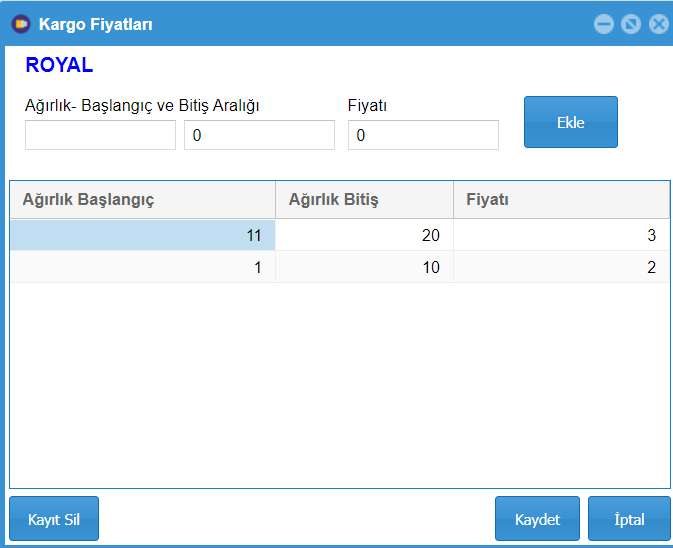 Kargo Fiyatları
ROYAL
Ağırlık- Başlangıç ve Bitiş Aralığı Fiyatı
0 0 Ekle
Ağırlık Başlangıç Ağırlık Bitiş Fiyatı
11 20 3
1 10 2
Kayıt Sil Kaydet İptal